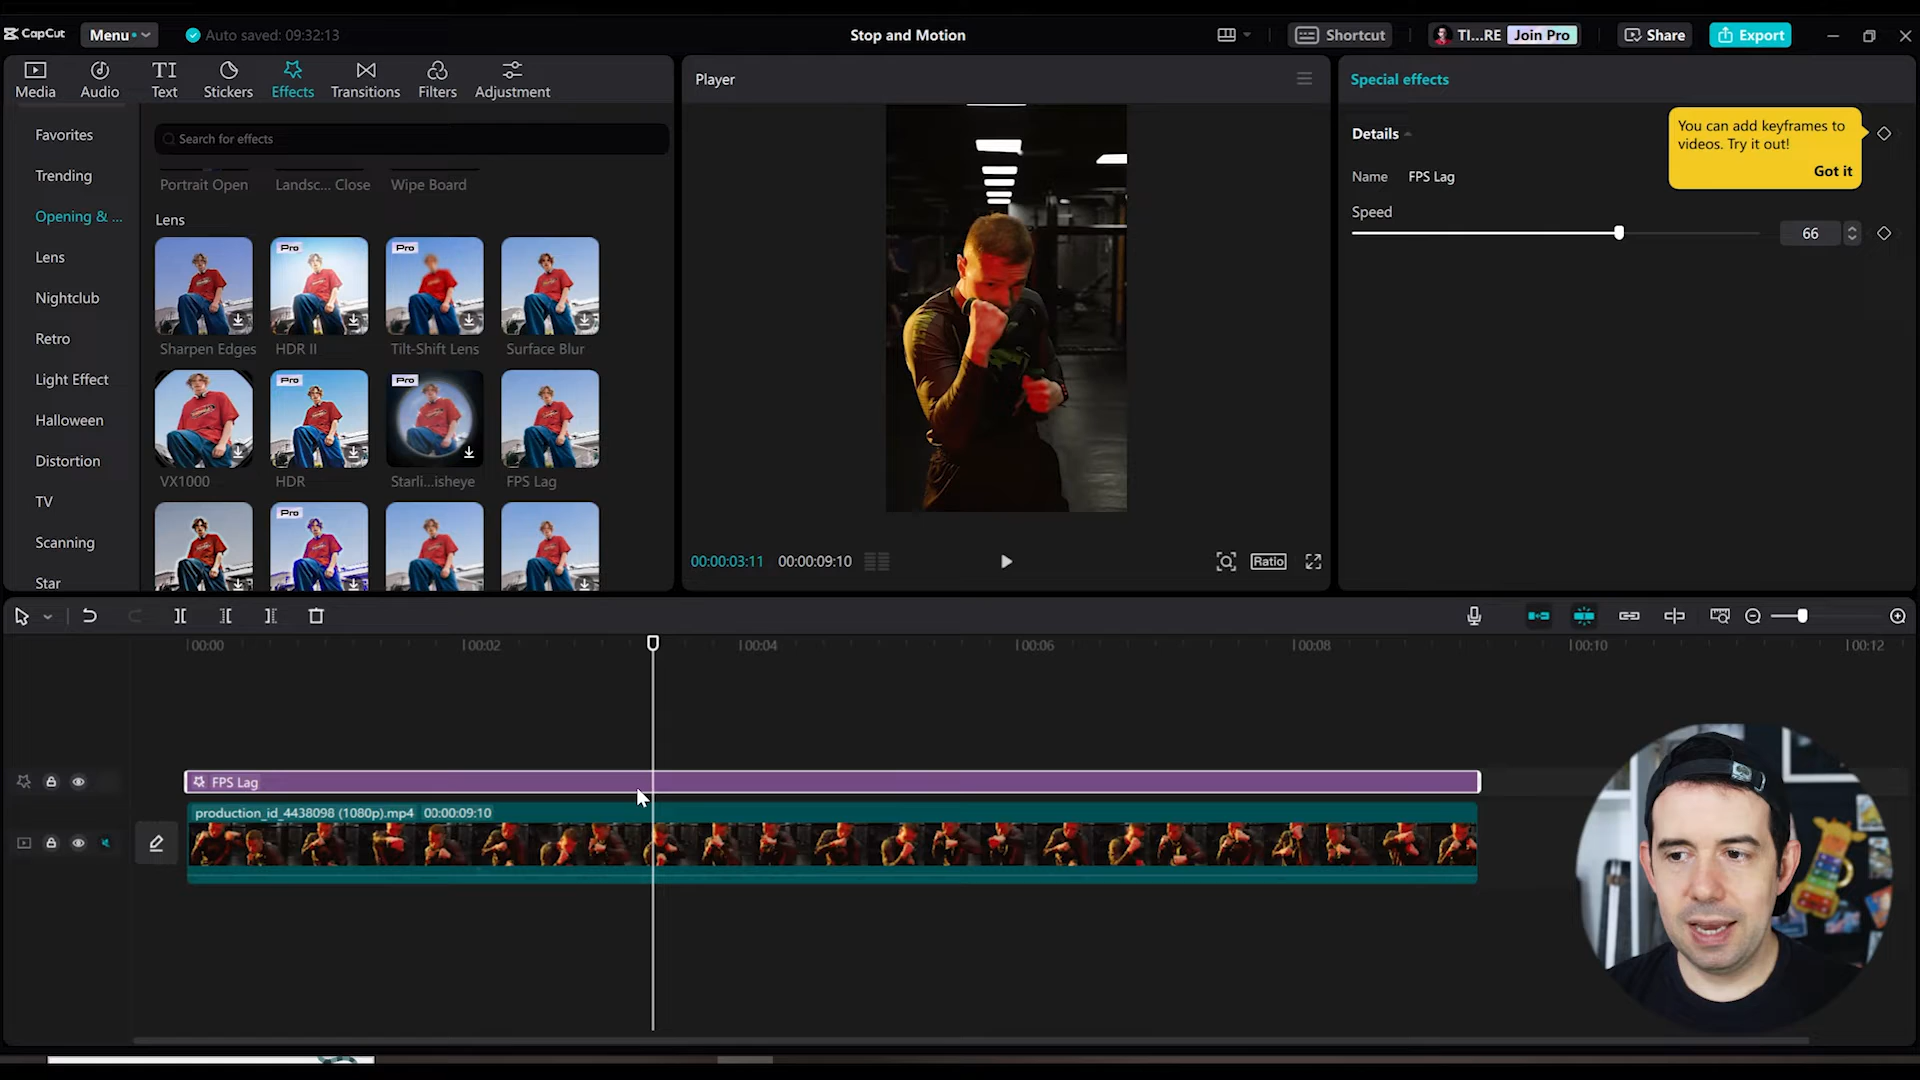 CapCut
Menu
Auto saved: 09:32:13
Stop and Motion
Shortcut
TI...RE
Join Pro
Share
Export
Media
Audio
TI
Text
Stickers
Effects
Transitions
Filters
Adjustment
Player
Special effects
Favorites
Trending
Opening & ...
Lens
Nightclub
Retro
Light Effect
Halloween
Distortion
TV
Scanning
Star
Search for effects
Portrait Open
Landsc... Close
Wipe Board
Lens
Pro
Pro
Sharpen Edges
HDR II
Tilt-Shift Lens
Surface Blur
Pro
Pro
VX1000
HDR
Starli...isheye
FPS Lag
Pro
00:00:03:11
00:00:09:10
Ratio
Details
You can add keyframes to
videos. Try it out!
Got it
Name
FPS Lag
Speed
66
00:00
00:02
00:04
00:06
00:08
00:10
00:12
FPS Lag
production_id_4438098 (1080p).mp4
00:00:09:10